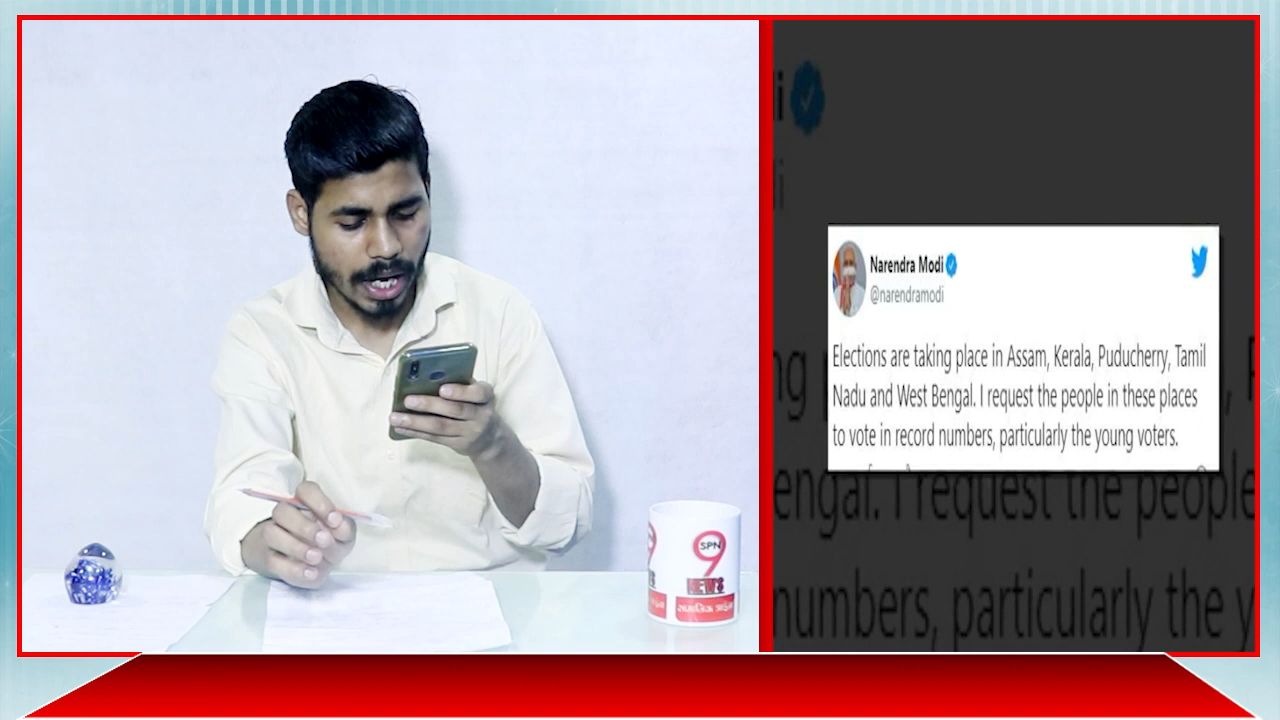 SPN
9
NEWS
Narendra Modi
@narendramodi
Elections are taking place in Assam, Kerala, Puducherry, Tamil
Nadu and West Bengal. I request the people in these places
to vote in record numbers, particularly the young voters.
engal. I request the people
numbers, particularly the y